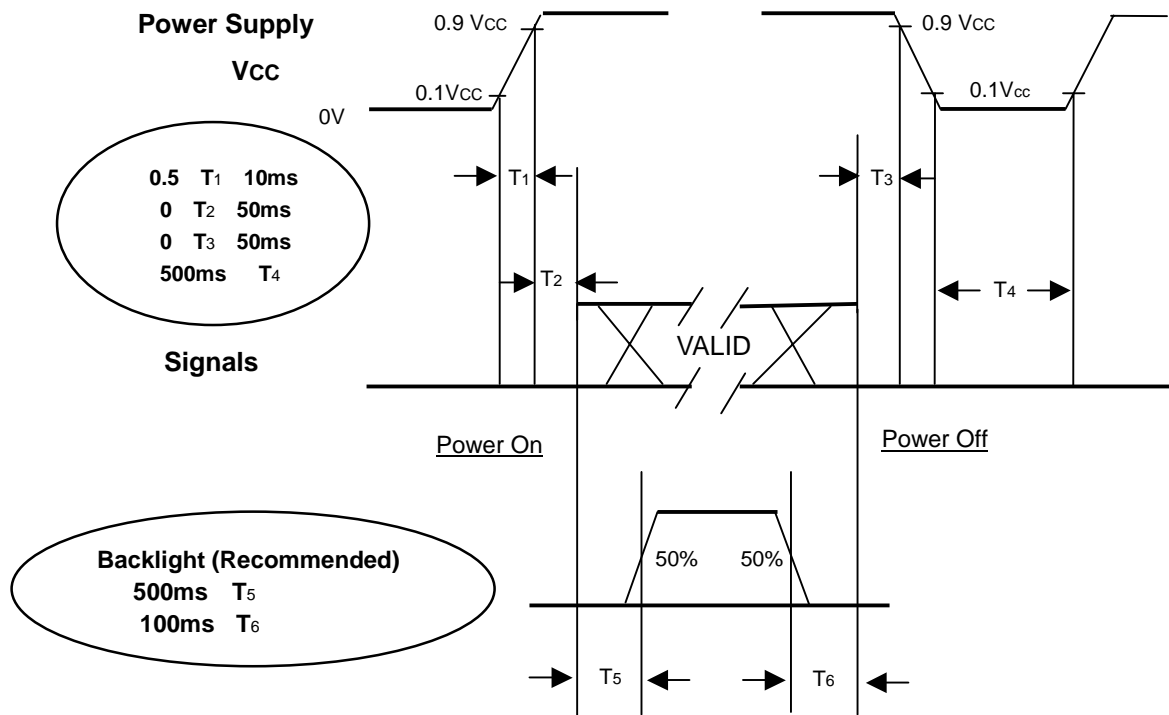 Power Supply
VCC
0.9 VCC
0.1VCC
0V
0.9 VCC
0.1Vcc
0.5 T1 10ms
0 T2 50ms
0 T3 50ms
500ms T4
T1
T2
T3
T4
Signals
VALID
Power On
Power Off
Backlight (Recommended)
500ms T5
100ms T6
50%
50%
T5
T6